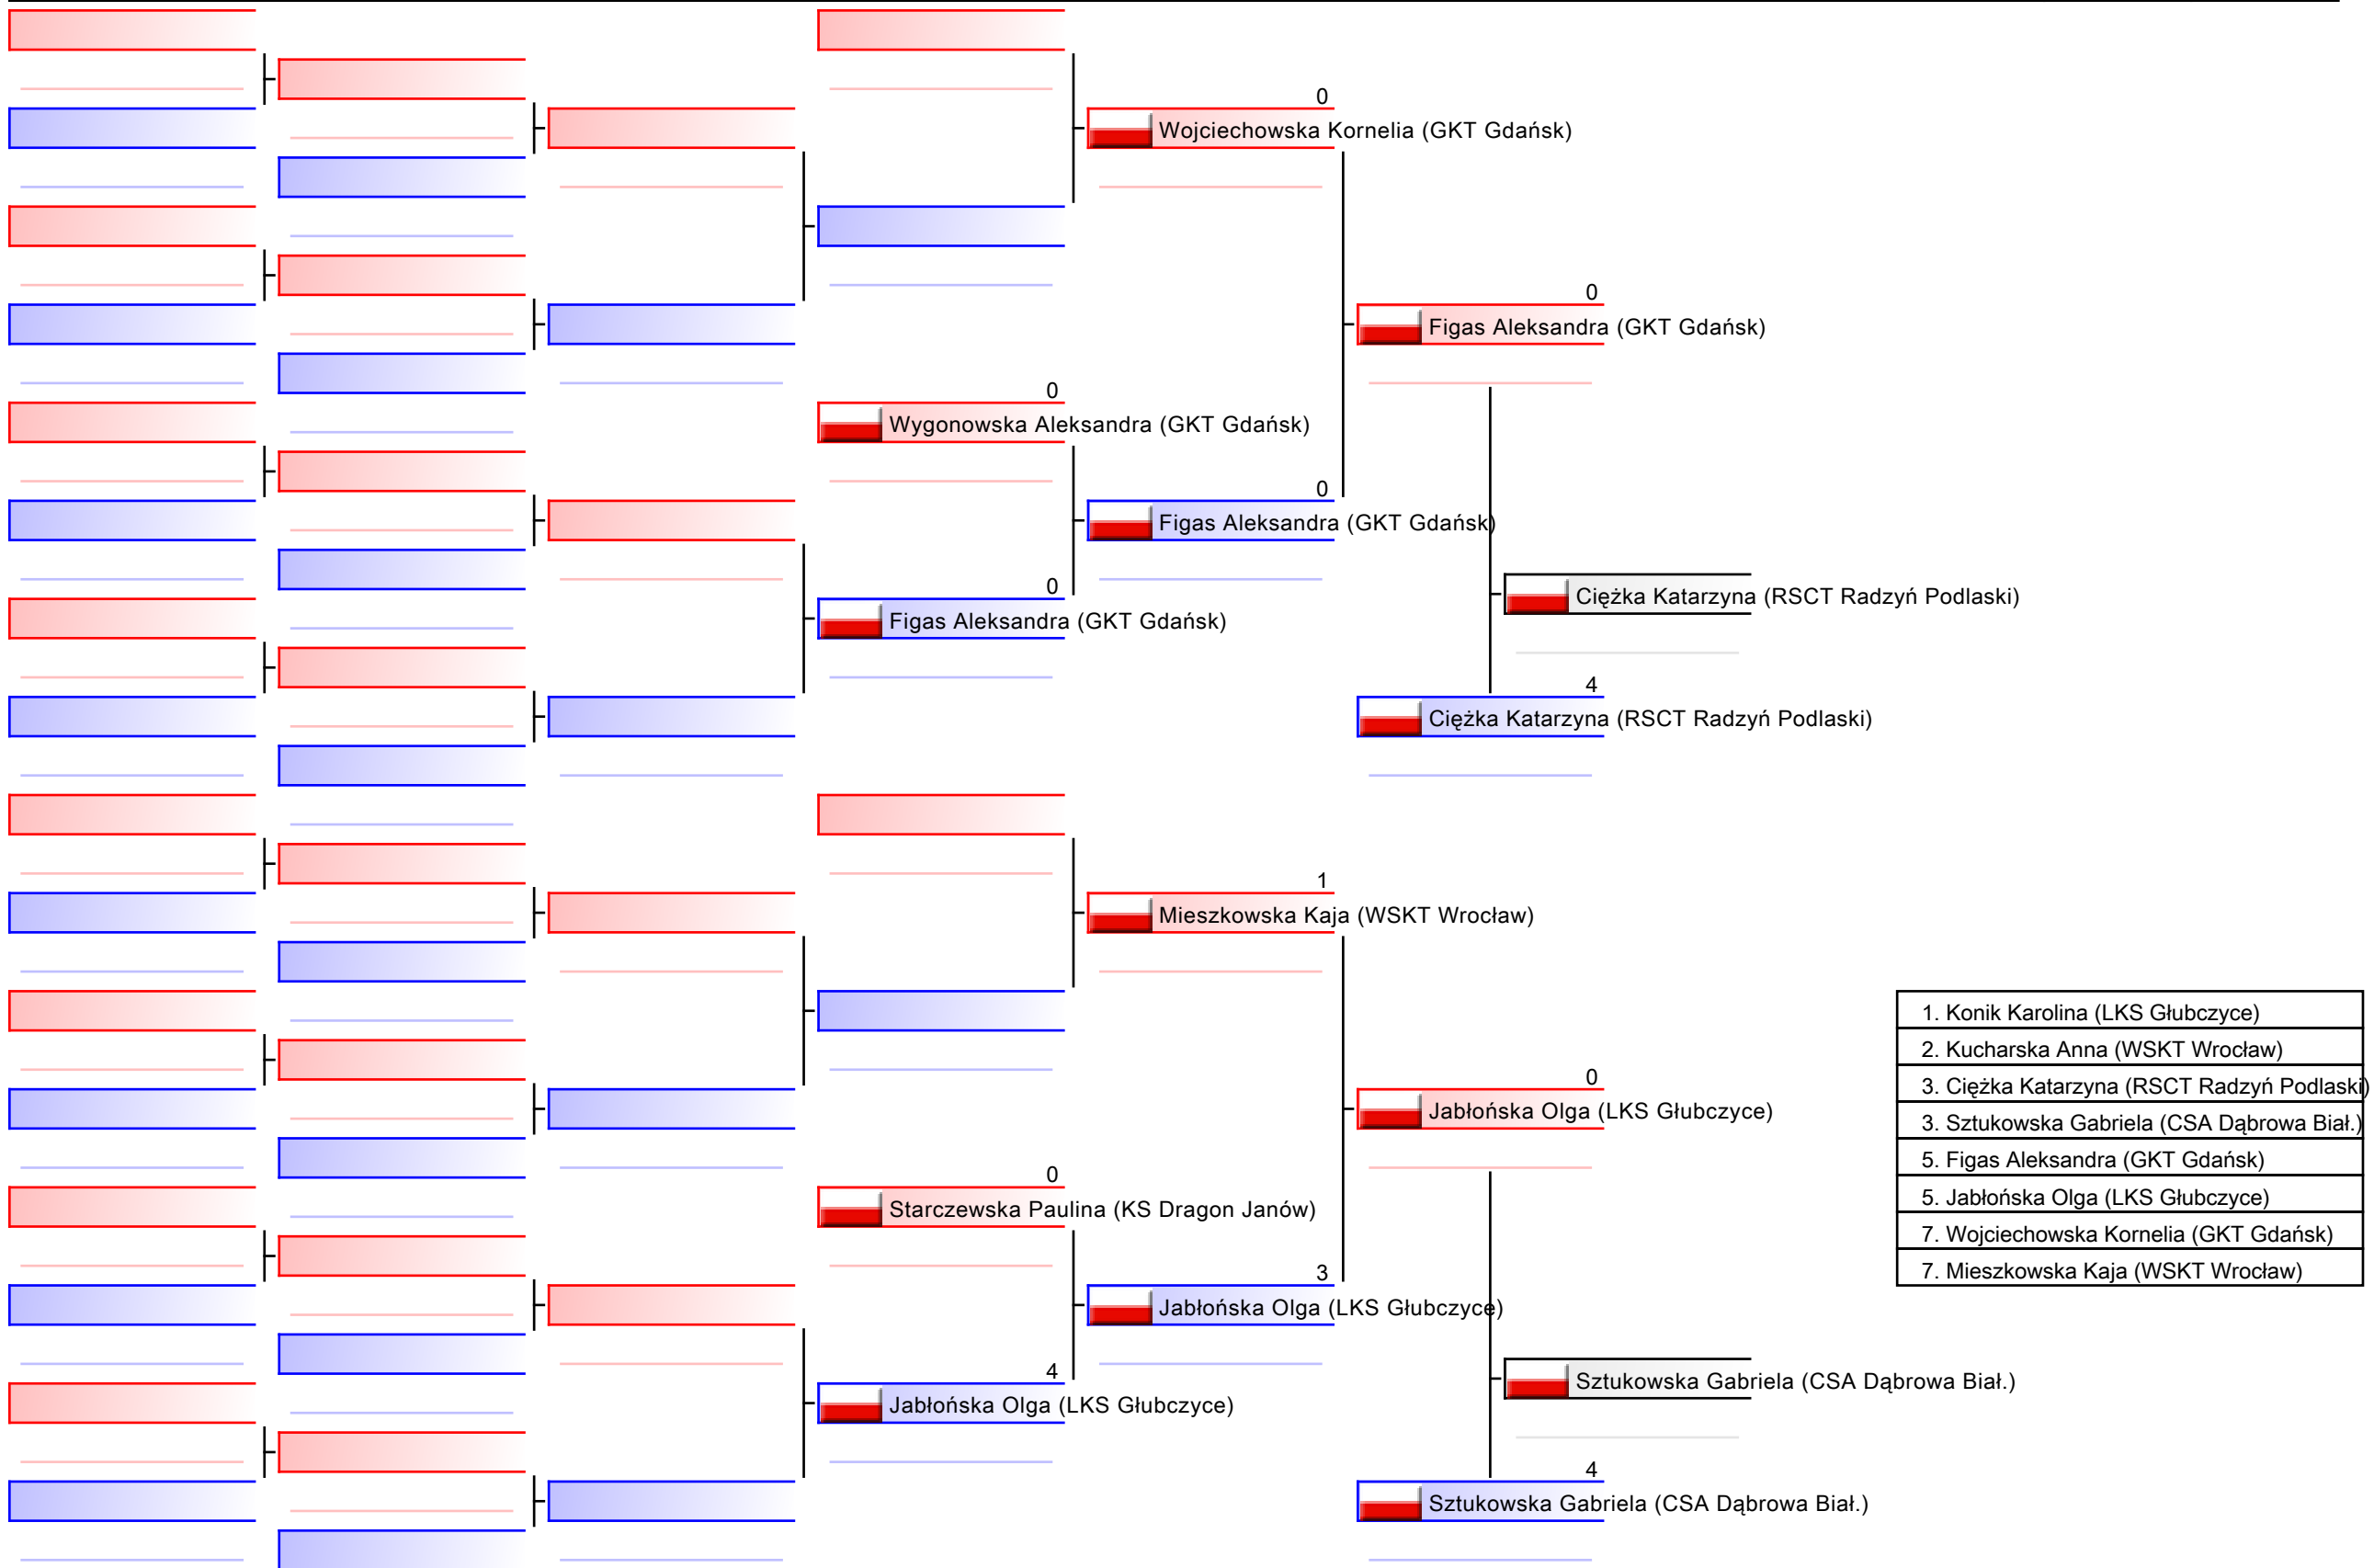 0
Wojciechowska Kornelia (GKT Gdańsk)
0
Figas Aleksandra (GKT Gdańsk)
0
Wygonowska Aleksandra (GKT Gdańsk)
0
Figas Aleksandra (GKT Gdańsk)
0
Figas Aleksandra (GKT Gdańsk)
Ciężka Katarzyna (RSCT Radzyń Podlaski)
4
Ciężka Katarzyna (RSCT Radzyń Podlaski)
1
Mieszkowska Kaja (WSKT Wrocław)
0
Jabłońska Olga (LKS Głubczyce)
0
Starczewska Paulina (KS Dragon Janów)
3
Jabłońska Olga (LKS Głubczyce)
4
Jabłońska Olga (LKS Głubczyce)
Sztukowska Gabriela (CSA Dąbrowa Biał.)
4
Sztukowska Gabriela (CSA Dąbrowa Biał.)
1. Konik Karolina (LKS Głubczyce)
2. Kucharska Anna (WSKT Wrocław)
3. Ciężka Katarzyna (RSCT Radzyń Podlaski)
3. Sztukowska Gabriela (CSA Dąbrowa Biał.)
5. Figas Aleksandra (GKT Gdańsk)
5. Jabłońska Olga (LKS Głubczyce)
7. Wojciechowska Kornelia (GKT Gdańsk)
7. Mieszkowska Kaja (WSKT Wrocław)